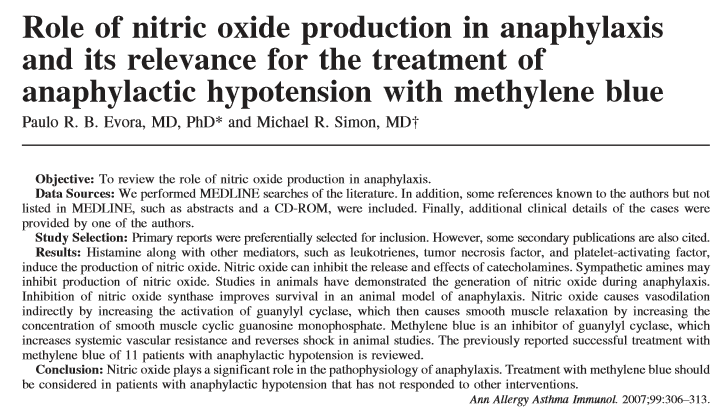 Role of nitric oxide production in anaphylaxis
and its relevance for the treatment of
anaphylactic hypotension with methylene blue
Paulo R. B. Evora, MD, PhD* and Michael R. Simon, MD†
Objective: To review the role of nitric oxide production in anaphylaxis.
Data Sources: We performed MEDLINE searches of the literature. In addition, some references known to the authors but not
listed in MEDLINE, such as abstracts and a CD-ROM, were included. Finally, additional clinical details of the cases were
provided by one of the authors.
Study Selection: Primary reports were preferentially selected for inclusion. However, some secondary publications are also cited.
Results: Histamine along with other mediators, such as leukotrienes, tumor necrosis factor, and platelet-activating factor,
induce the production of nitric oxide. Nitric oxide can inhibit the release and effects of catecholamines. Sympathetic amines may
inhibit production of nitric oxide. Studies in animals have demonstrated the generation of nitric oxide during anaphylaxis.
Inhibition of nitric oxide synthase improves survival in an animal model of anaphylaxis. Nitric oxide causes vasodilation
indirectly by increasing the activation of guanylyl cyclase, which then causes smooth muscle relaxation by increasing the
concentration of smooth muscle cyclic guanosine monophosphate. Methylene blue is an inhibitor of guanylyl cyclase, which
increases systemic vascular resistance and reverses shock in animal studies. The previously reported successful treatment with
methylene blue of 11 patients with anaphylactic hypotension is reviewed.
Conclusion: Nitric oxide plays a significant role in the pathophysiology of anaphylaxis. Treatment with methylene blue should
be considered in patients with anaphylactic hypotension that has not responded to other interventions.
Ann Allergy Asthma Immunol. 2007;99:306–313.